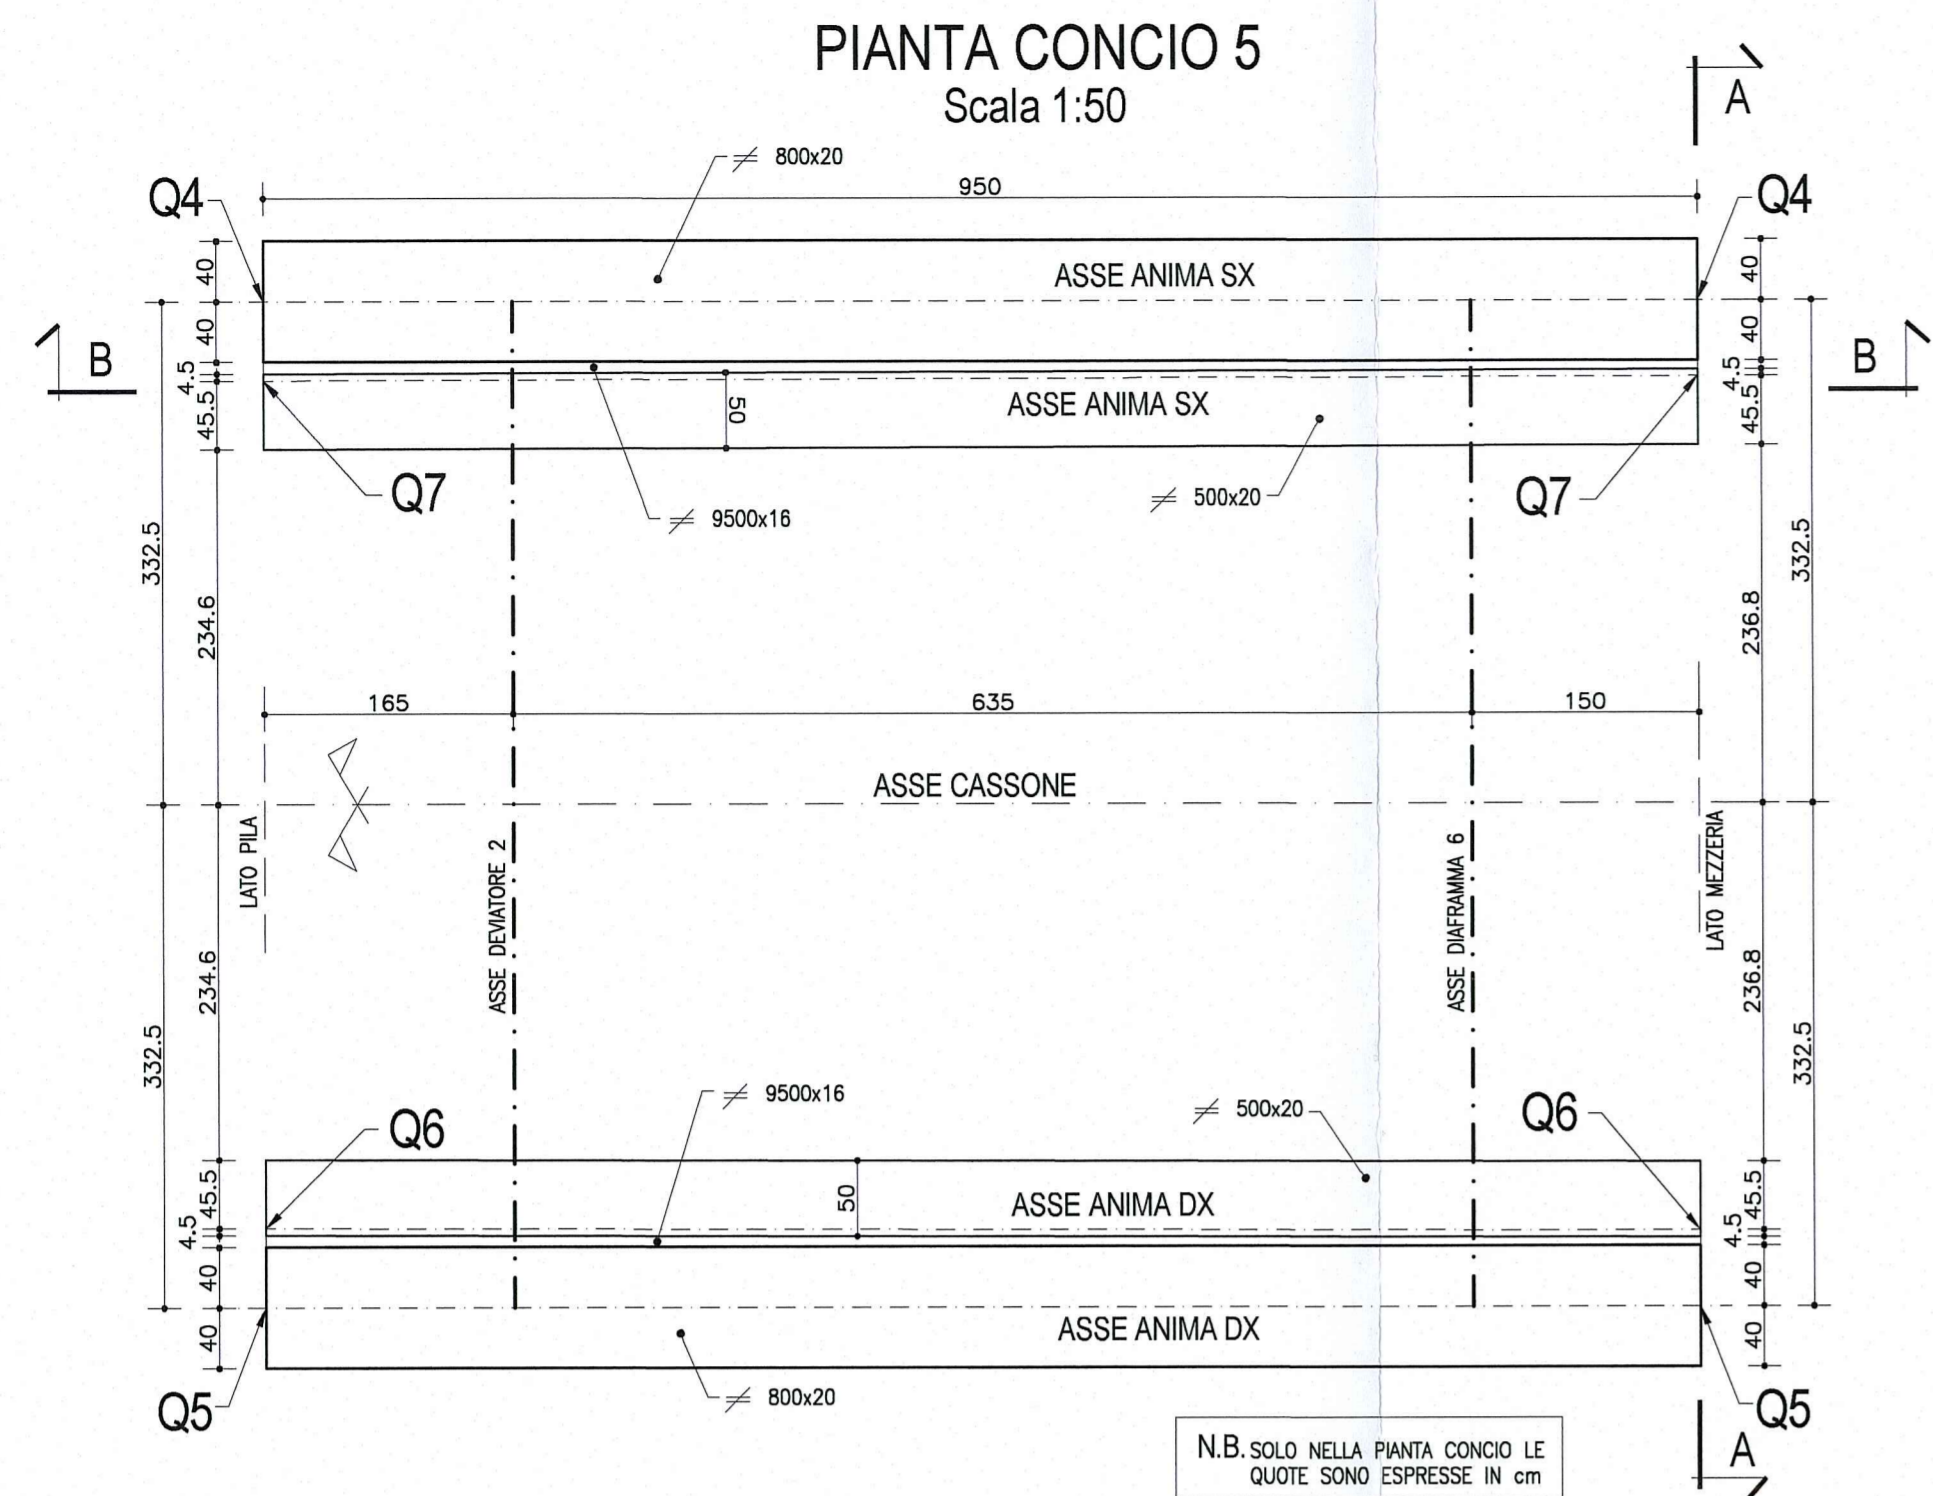 PIANTA CONCIO 5
Scala 1:50
A
800x20
950
Q4
Q4
40
ASSE ANIMA SX
40
40
40
B
B
4.5
4.5
45.5
50
ASSE ANIMA SX
45.5
Q7
9500x16
500x20
Q7
332.5
332.5
234.6
236.8
165
635
150
ASSE CASSONE
LATO PILA
ASSE DEVIATORE 2
ASSE DIAFRAMMA 6
LATO MEZZERIA
234.6
236.8
332.5
332.5
9500x16
500x20
Q6
Q6
45.5
50
ASSE ANIMA DX
45.5
4.5
4.5
40
40
40
ASSE ANIMA DX
40
800x20
Q5
Q5
N.B. SOLO NELLA PIANTA CONCIO LE
QUOTE SONO ESPRESSE IN cm
A